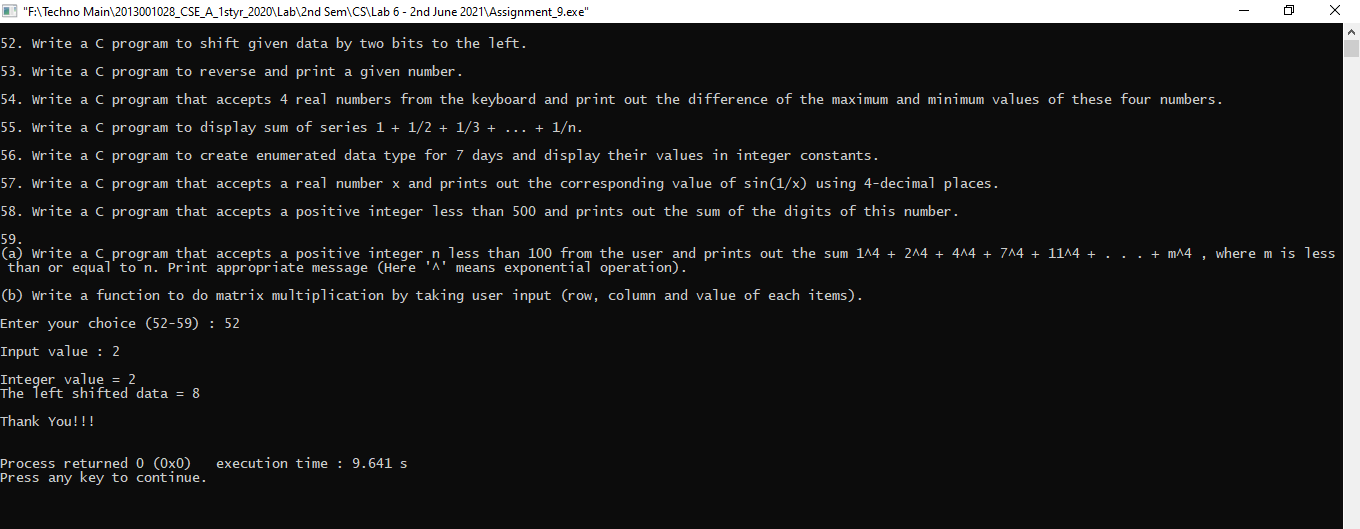 "F:\Techno Main\2013001028_CSE_A_1styr_2020\Lab\2nd Sem\CS\Lab 6 - 2nd June 2021\Assignment_9.exe"
52. Write a C program to shift given data by two bits to the left.
53. Write a C program to reverse and print a given number.
54. Write a C program that accepts 4 real numbers from the keyboard and print out the difference of the maximum and minimum values of these four numbers.
55. Write a C program to display sum of series 1 + 1/2 + 1/3 + ... + 1/n.
56. Write a C program to create enumerated data type for 7 days and display their values in integer constants.
57. Write a C program that accepts a real number x and prints out the corresponding value of sin(1/x) using 4-decimal places.
58. Write a C program that accepts a positive integer less than 500 and prints out the sum of the digits of this number.
59.
(a) Write a C program that accepts a positive integer n less than 100 from the user and prints out the sum 1^4 + 2^4 + 4^4 + 7^4 + 11^4 + . . . + m^4 , where m is less
than or equal to n. Print appropriate message (Here '^' means exponential operation).
(b) Write a function to do matrix multiplication by taking user input (row, column and value of each items).
Enter your choice (52-59) : 52
Input value : 2
Integer value = 2
The left shifted data = 8
Thank You!!!
Process returned 0 (0x0)   execution time : 9.641 s
Press any key to continue.